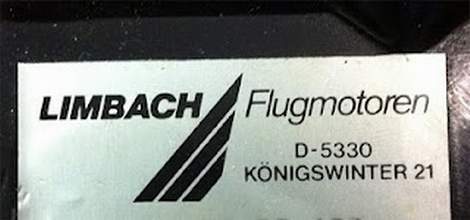 LIMBACH Flugmotoren
D-5330
KÖNIGSWINTER 21